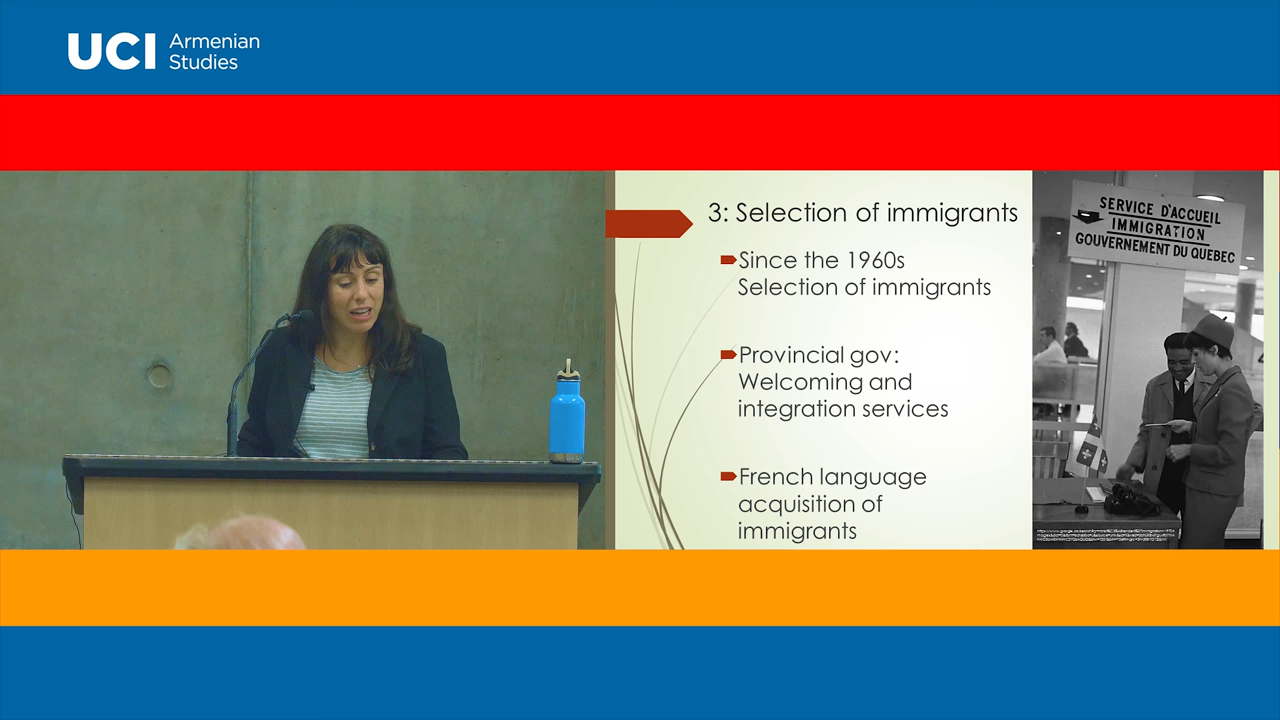 UCI Armenian
Studies
3: Selection of immigrants
Since the 1960s
Selection of immigrants
Provincial gov:
Welcoming and
integration services
French language
acquisition of
immigrants
SERVICE D'ACCUEIL
IMMIGRATION
GOUVERNEMENT DU QUEBEC